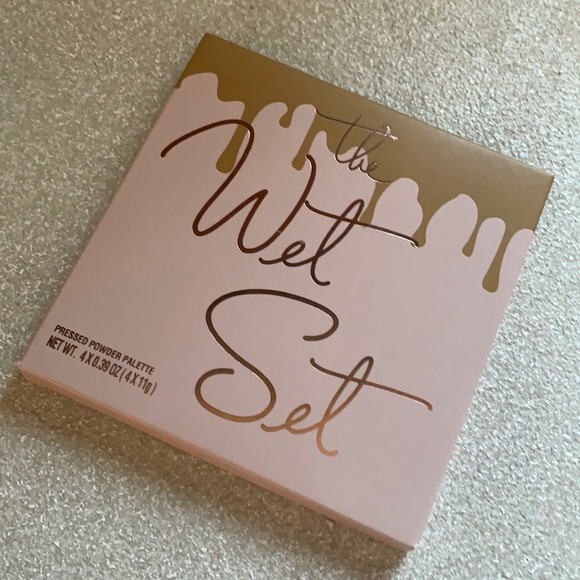 the
Wet
Set
PRESSED POWDER PALETTE
NET WT. 4 X 0.39 OZ ( 4 X 11g )